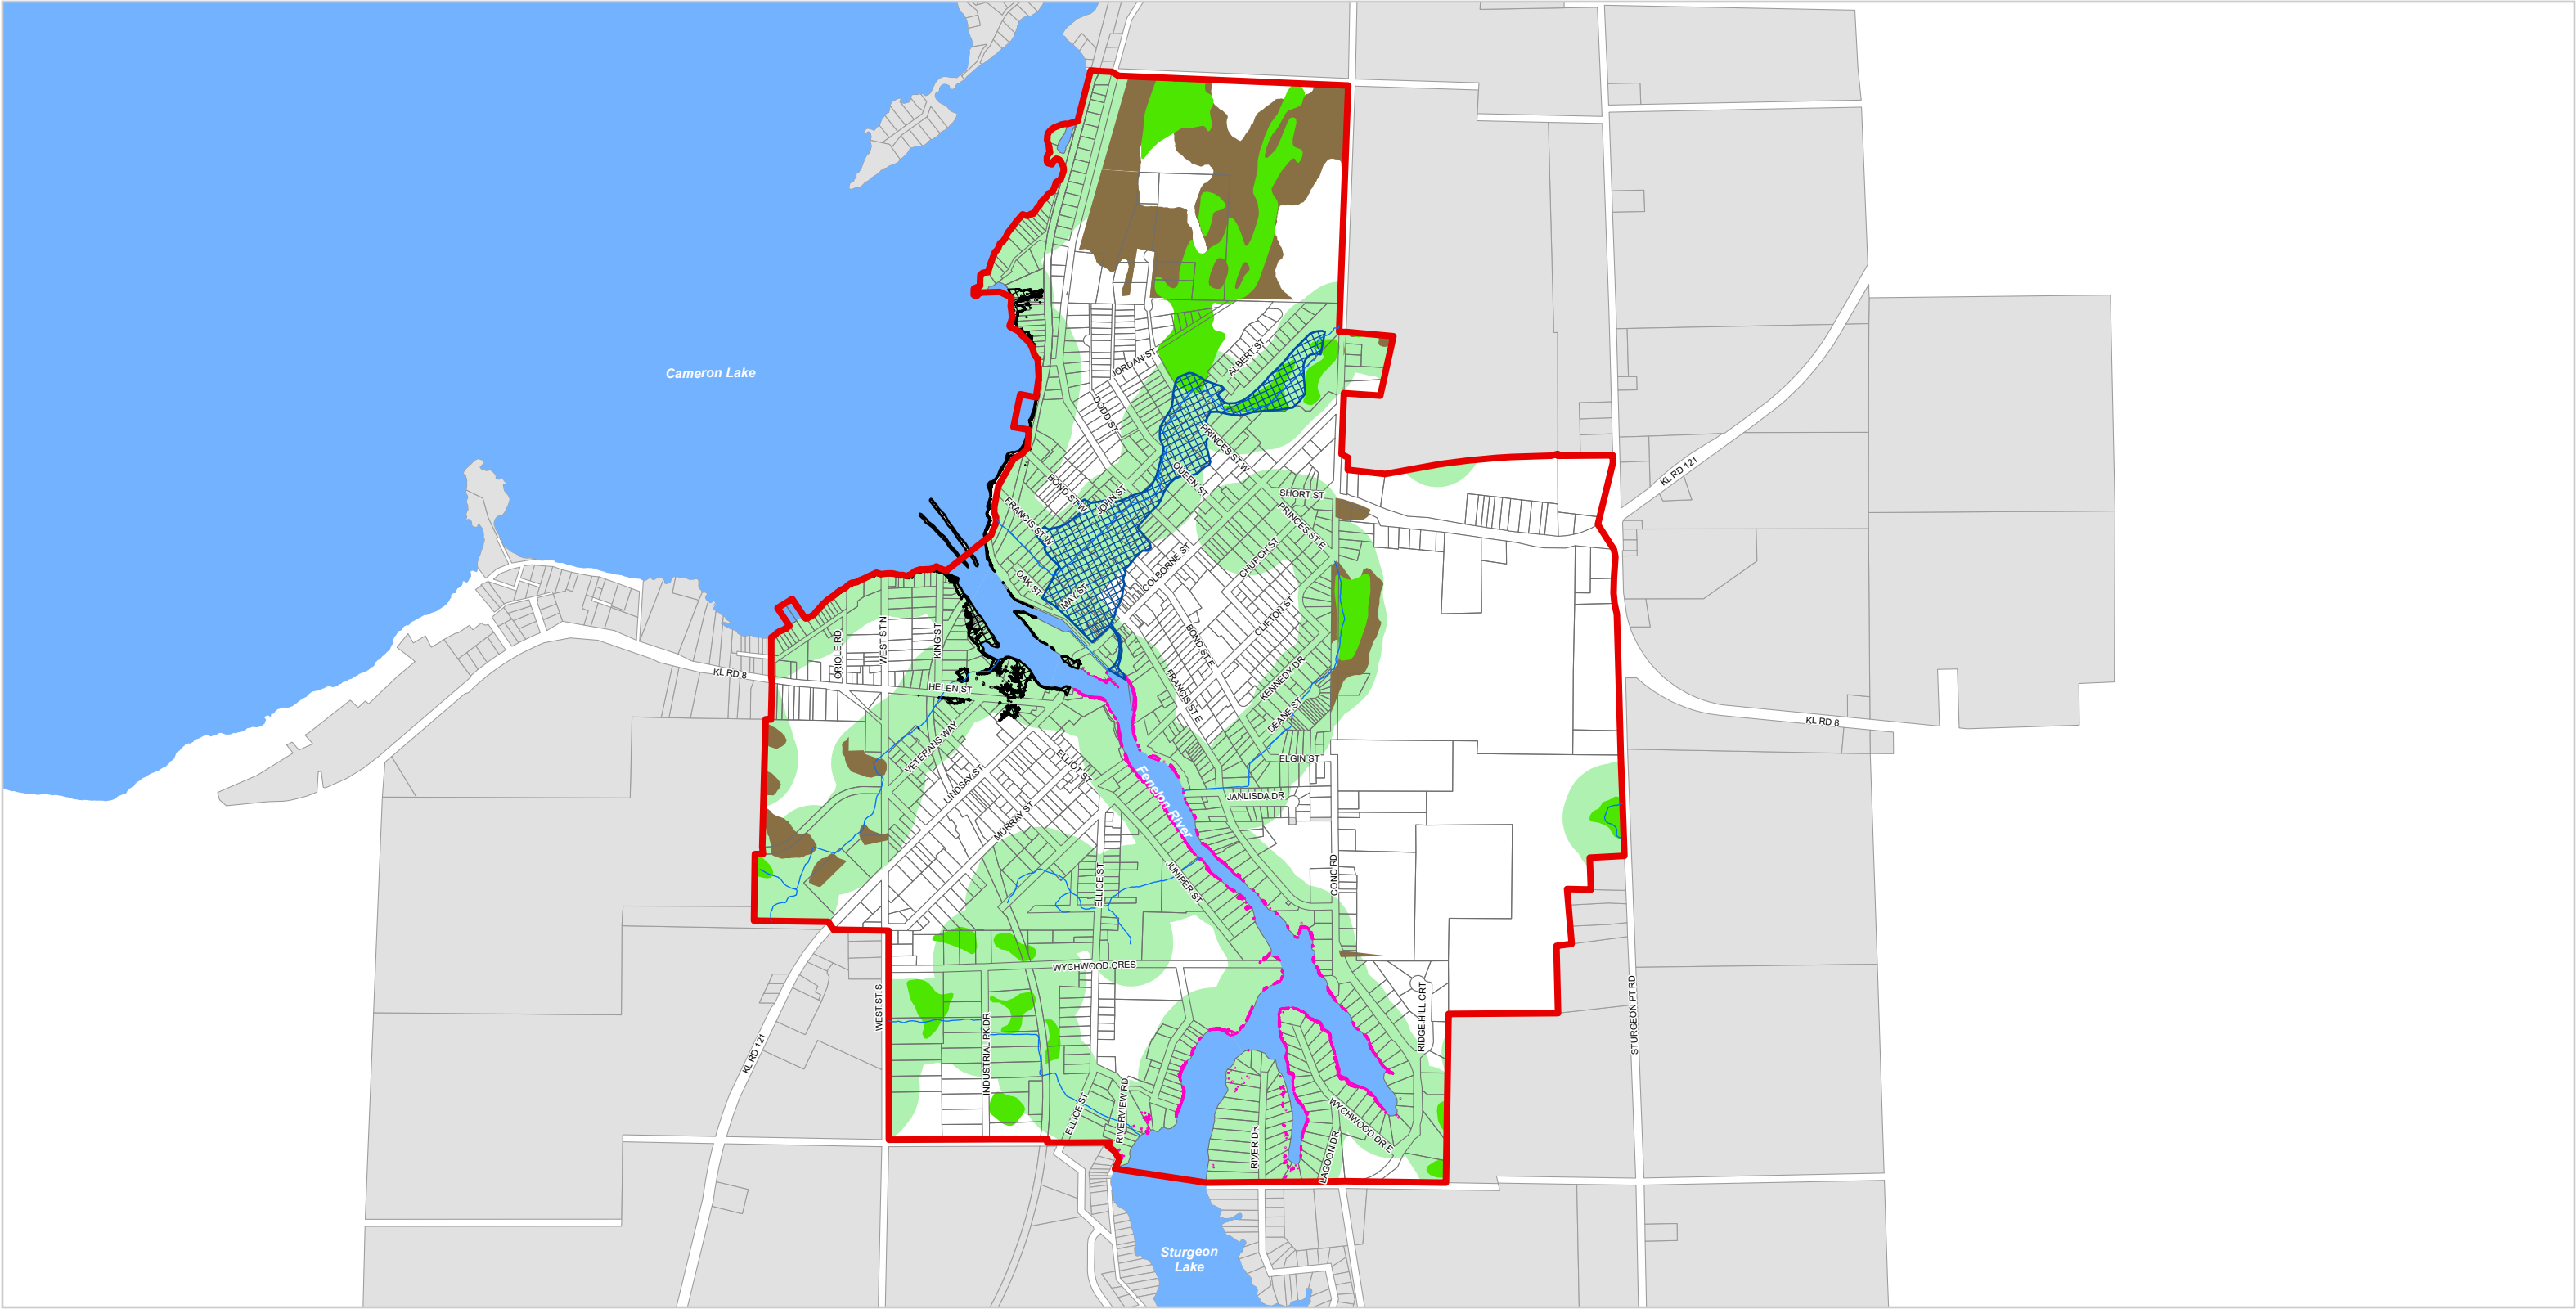 JORDAN ST
ALBERT ST
Cameron Lake
DODD ST
PRINCES ST W
KL RD 121
QUEEN ST
BOND ST W
JOHN ST
SHORT ST
FRANCIS ST W
PRINCES ST E
COLBORNE ST
CHURCH ST
OAK ST
MAY ST
CLIFTON ST
ORIOLE RD
WEST ST N
KING ST
BOND ST E
KL RD 8
HELEN ST
KENNEDY DR
FRANCIS ST E
DEANE ST
KL RD 8
VETERANS WAY
ELLIOT ST
ELGIN ST
LINDSAY ST
Fenelon River
JANLISDA DR
MURRAY ST
JUNIPER ST
ELLICE ST
CONC RD
WYCHWOOD CRES
WEST ST S
INDUSTRIAL PK DR
RIDGE HILL CRT
STURGEON PT RD
KL RD 121
ELLICE ST
RIVERVIEW RD
WYCHWOOD DR E
RIVER DR
LAGOON DR
Sturgeon
Lake